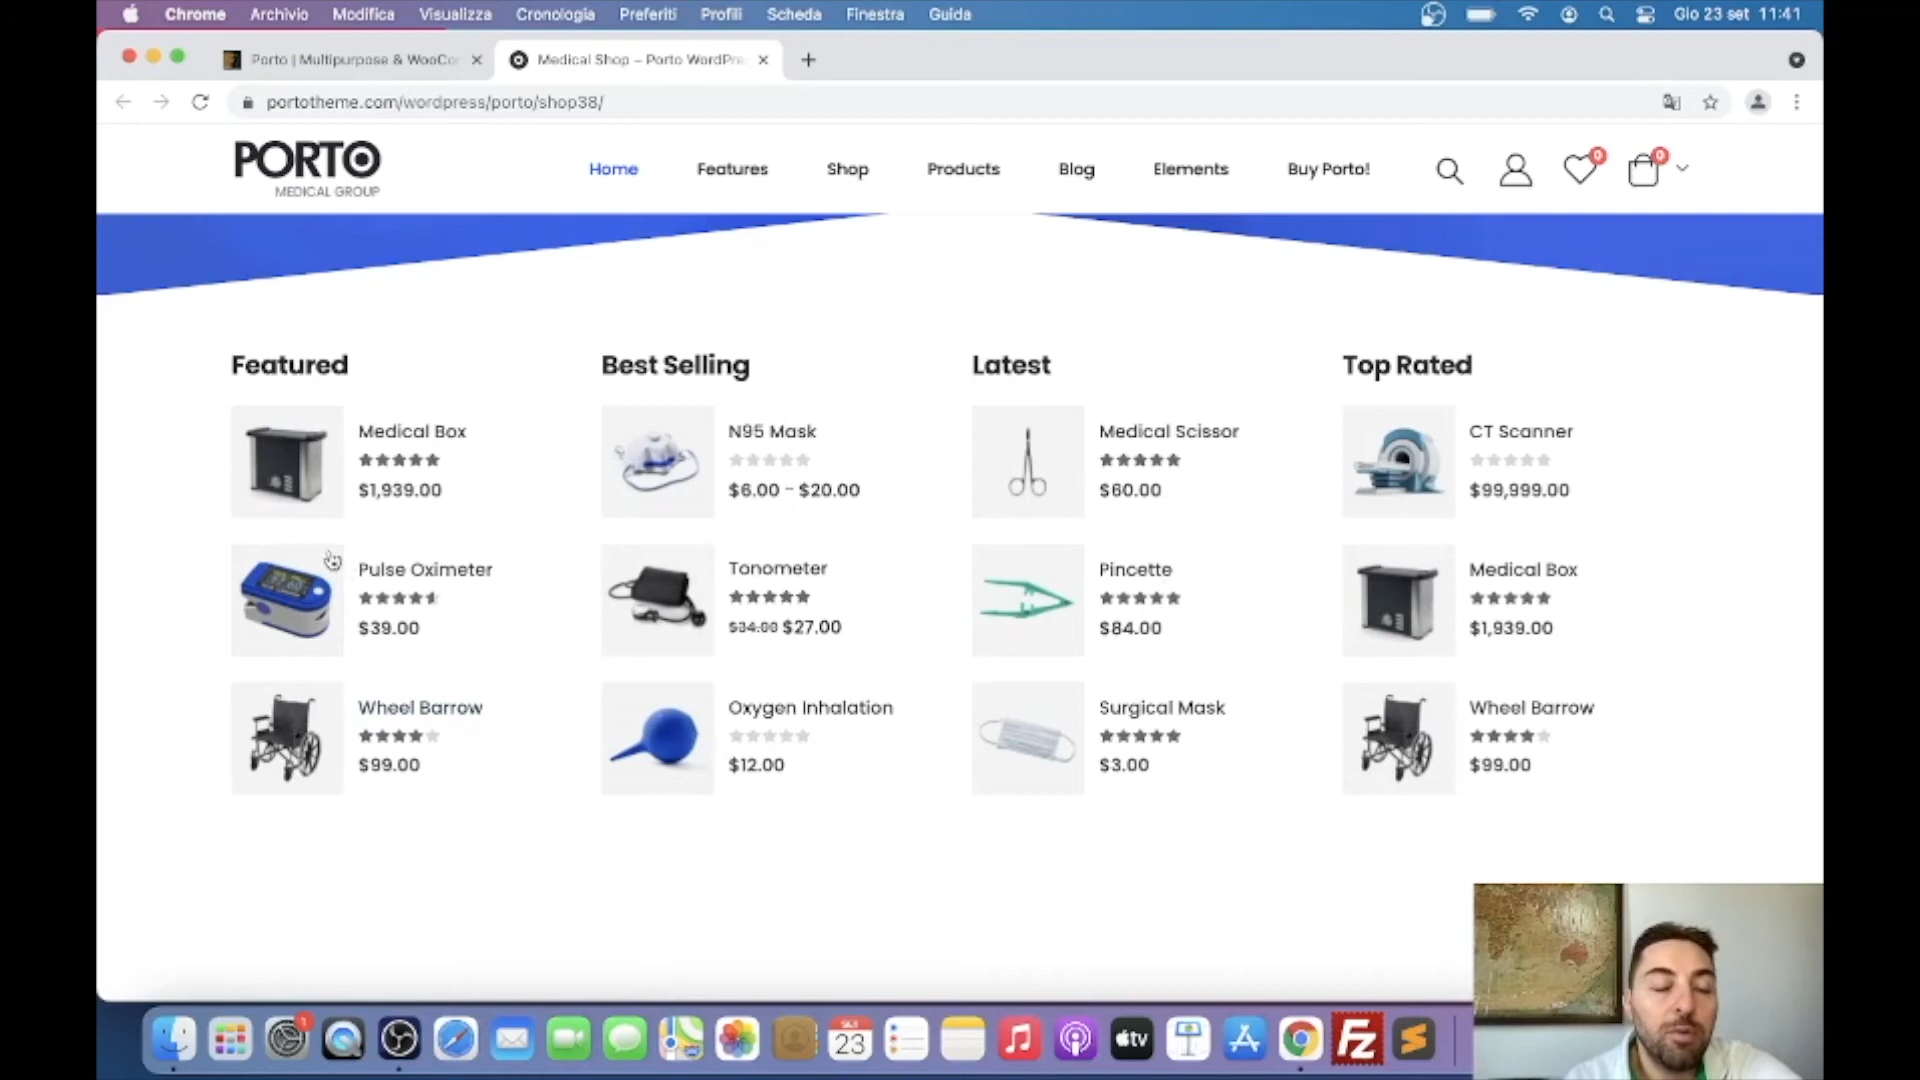 Chrome Archivio Modifica Visualizza Cronologia Preferiti Profili Scheda Finestra Guida Gio 23 set 11:41
Porto | Multipurpose & WooCo Medical Shop – Porto WordPre
portotheme.com/wordpress/porto/shop38/
PORTO
MEDICAL GROUP
Home Features Shop Products Blog Elements Buy Porto! 0 0
Featured Best Selling Latest Top Rated
Medical Box N95 Mask Medical Scissor CT Scanner
$1,939.00 $6.00 – $20.00 $60.00 $99,999.00
Pulse Oximeter Tonometer Pincette Medical Box
$39.00 $34.00 $27.00 $84.00 $1,939.00
Wheel Barrow Oxygen Inhalation Surgical Mask Wheel Barrow
$99.00 $12.00 $3.00 $99.00
1 SET 23 tv FZ